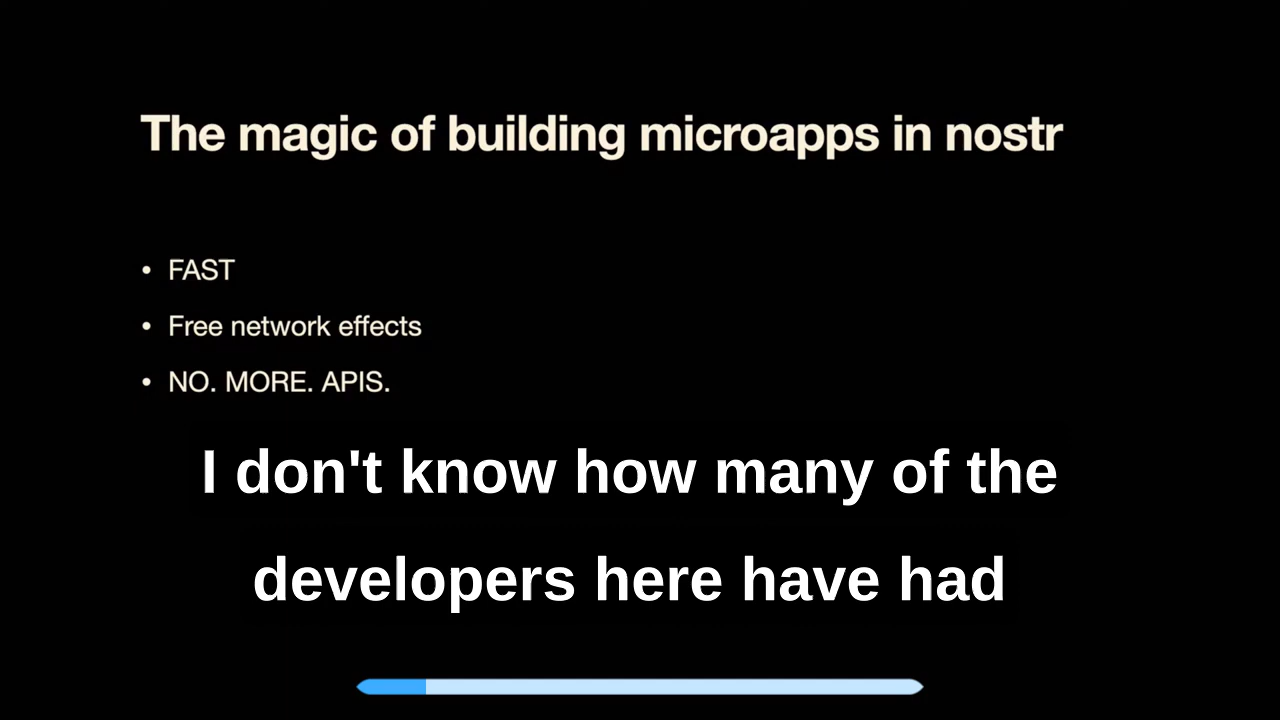 The magic of building microapps in nostr
• FAST
• Free network effects
• NO. MORE. APIS.
I don't know how many of the
developers here have had